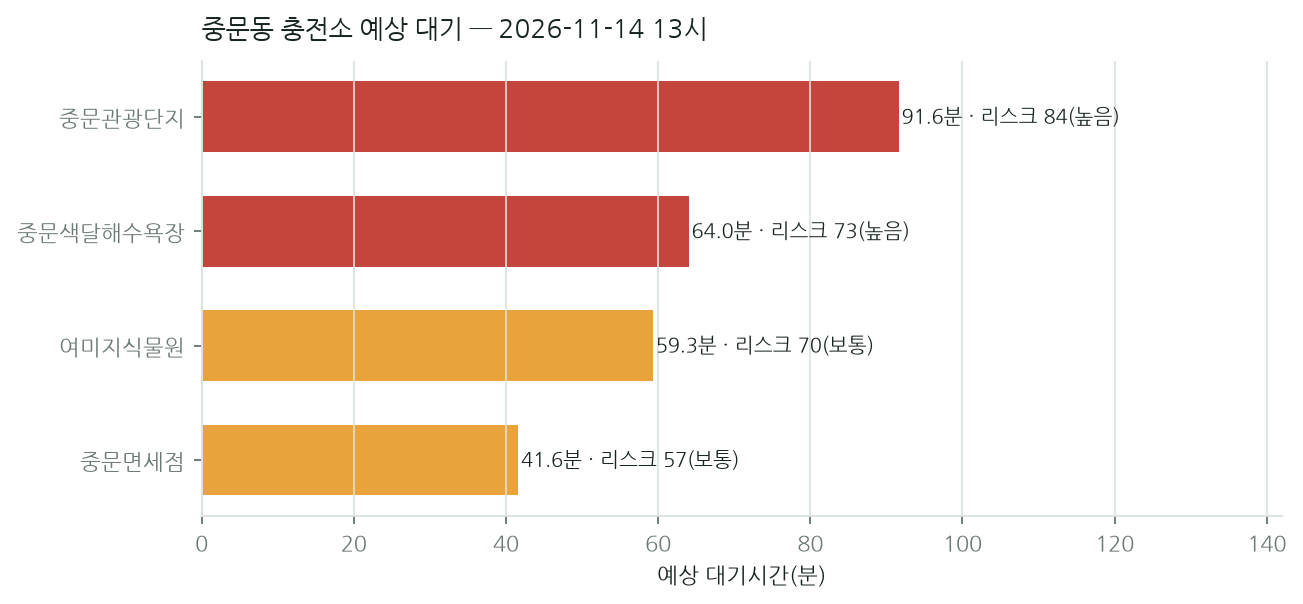 중문동 충전소 예상 대기 — 2026-11-14 13시
중문관광단지
91.6분 · 리스크 84(높음)
중문색달해수욕장
64.0분 · 리스크 73(높음)
여미지식물원
59.3분 · 리스크 70(보통)
중문면세점
41.6분 · 리스크 57(보통)
0 20 40 60 80 100 120 140
예상 대기시간(분)